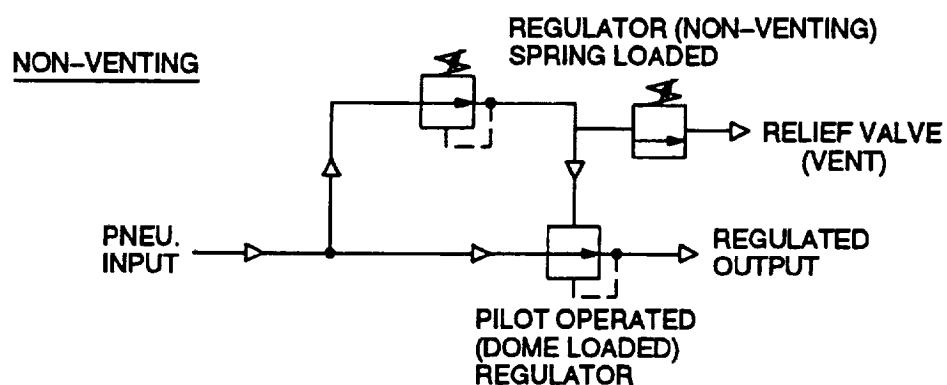 NON–VENTING
REGULATOR (NON–VENTING)
SPRING LOADED
RELIEF VALVE
(VENT)
PNEU.
INPUT
REGULATED
OUTPUT
PILOT OPERATED
(DOME LOADED)
REGULATOR